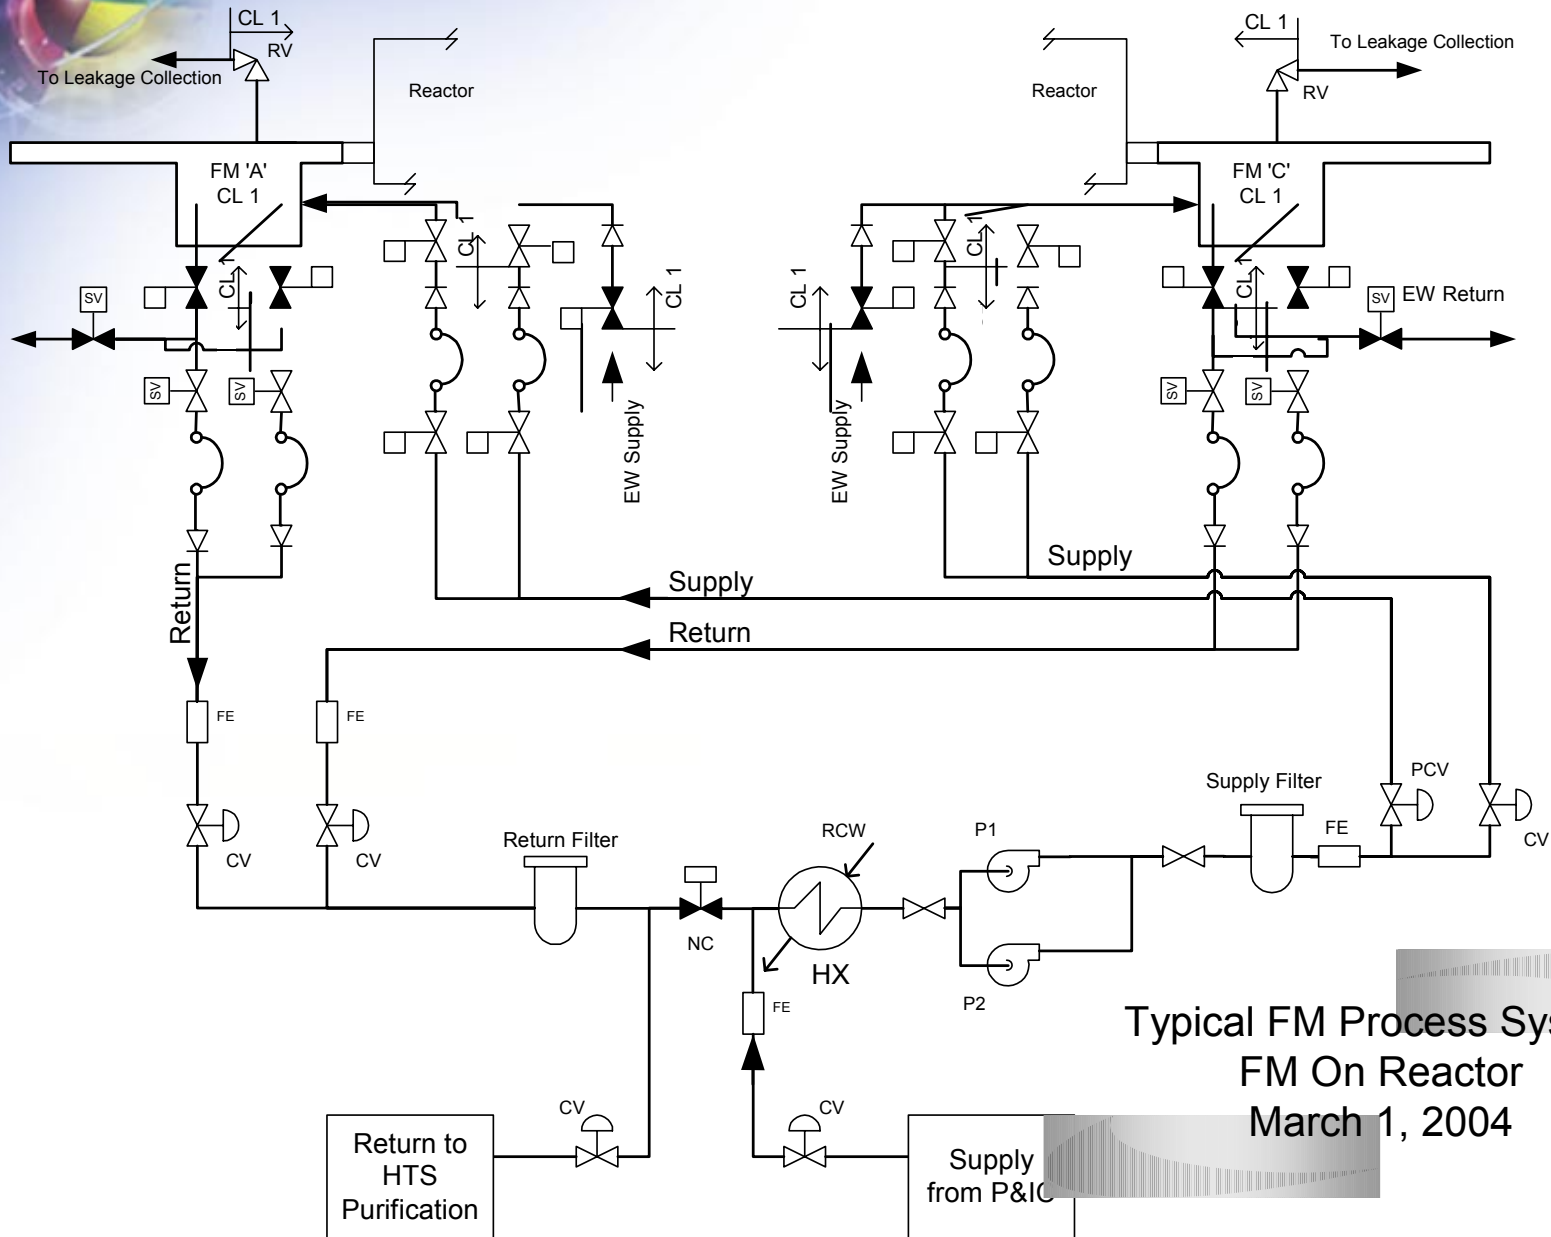 CL 1
RV
To Leakage Collection
Reactor
CL 1
To Leakage Collection
Reactor
RV
FM 'A'
CL 1
FM 'C'
CL 1
CL 1
CL 1
CL 1
CL 1
CL 1
CL 1
SV
SV
EW Return
SV
SV
SV
SV
EW Supply
EW Supply
Supply
Supply
Return
Return
FE
FE
Supply Filter
PCV
Return Filter
RCW
P1
FE
CV
CV
CV
NC
HX
P2
FE
Typical FM Process
FM On Reactor
March 1, 2004
CV
CV
Return to
HTS
Purification
Supply
from